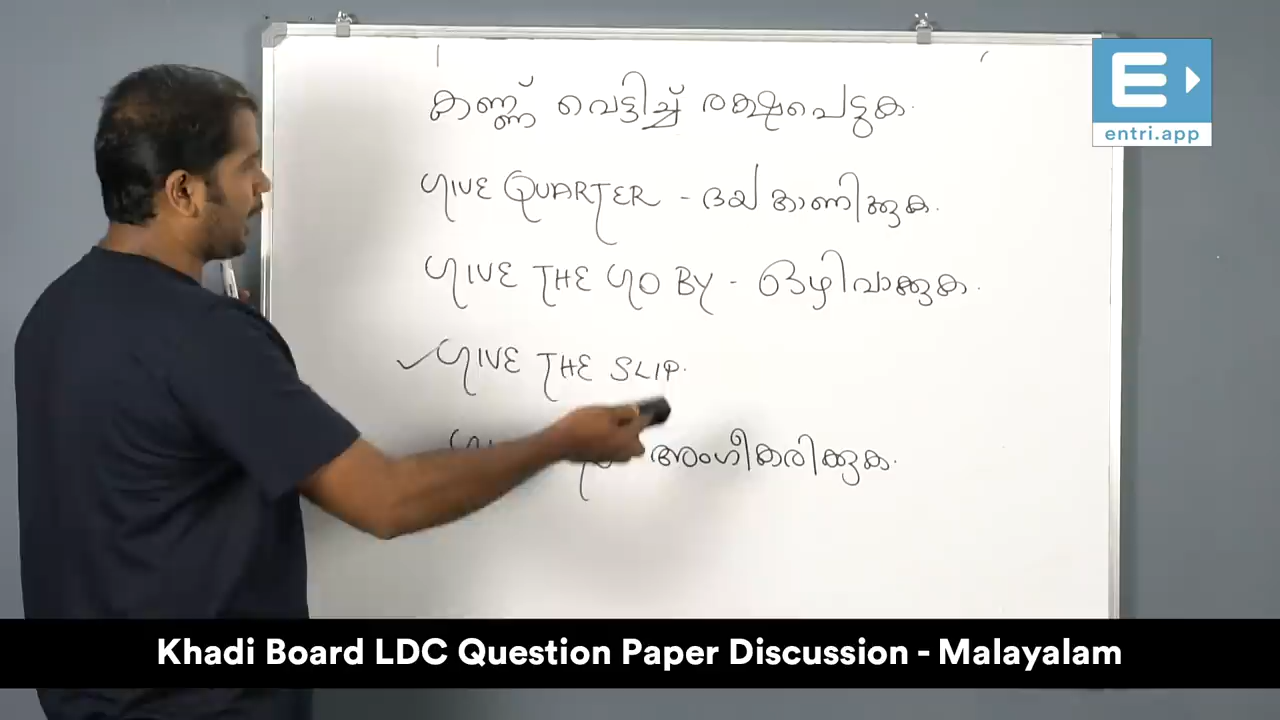 കണ്ണ് വെട്ടിച്ച് രക്ഷപെടുക.
GIVE QUARTER - ദയ കാണിക്കുക.
GIVE THE GO BY - ഒഴിവാക്കുക.
✓ GIVE THE SLIP.
അംഗീകരിക്കുക.
E
entri.app
Khadi Board LDC Question Paper Discussion - Malayalam